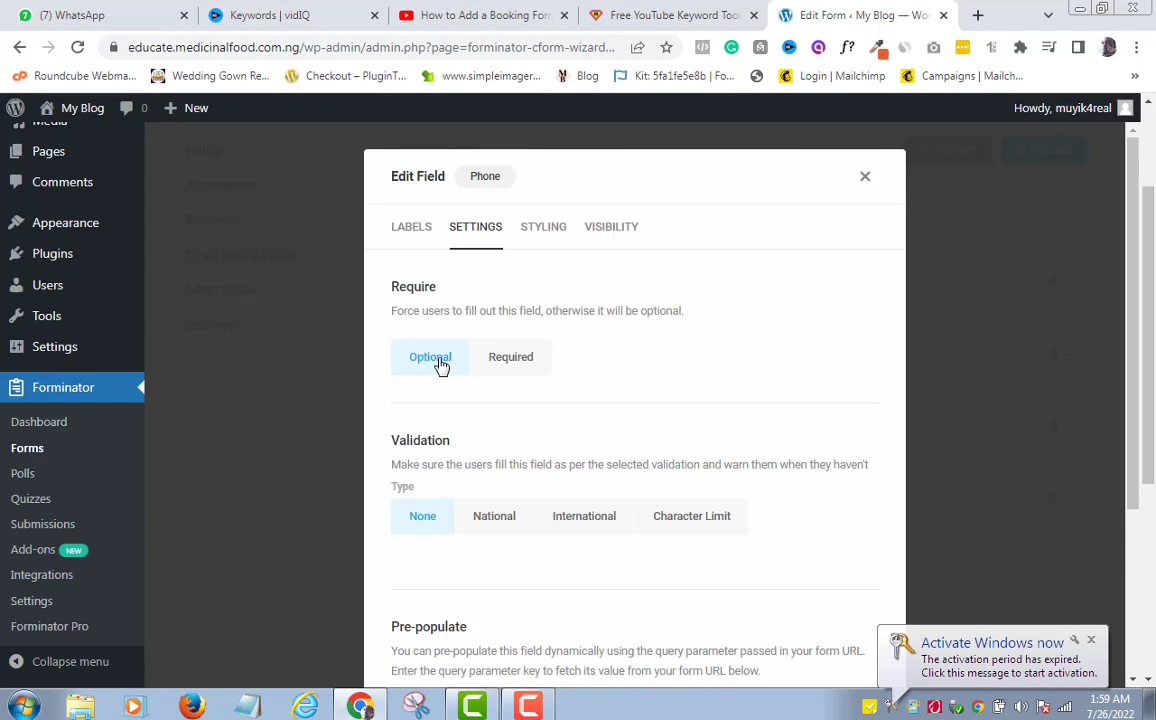 (7) WhatsApp
Keywords | vidIQ
How to Add a Booking For
Free YouTube Keyword Tool
Edit Form ‹ My Blog — Wo
educate.medicinalfood.com.ng/wp-admin/admin.php?page=forminator-cform-wizard...
Roundcube Webma...
Wedding Gown Re...
Checkout – PluginT...
www.simpleimager...
Blog
Kit: 5fa1fe5e8b | Fo...
Login | Mailchimp
Campaigns | Mailch...
My Blog
0
New
Howdy, muyik4real
Media
Pages
Comments
Appearance
Plugins
Users
Tools
Settings
Forminator
Dashboard
Forms
Polls
Quizzes
Submissions
Add-ons NEW
Integrations
Settings
Forminator Pro
Collapse menu
Edit Field Phone
LABELS SETTINGS STYLING VISIBILITY
Require
Force users to fill out this field, otherwise it will be optional.
Optional Required
Validation
Make sure the users fill this field as per the selected validation and warn them when they haven't
Type
None National International Character Limit
Pre-populate
You can pre-populate this field dynamically using the query parameter passed in your form URL.
Enter the query parameter key to fetch its value from your form URL below.
Activate Windows now
The activation period has expired.
Click this message to start activation.
1:59 AM
7/26/2022